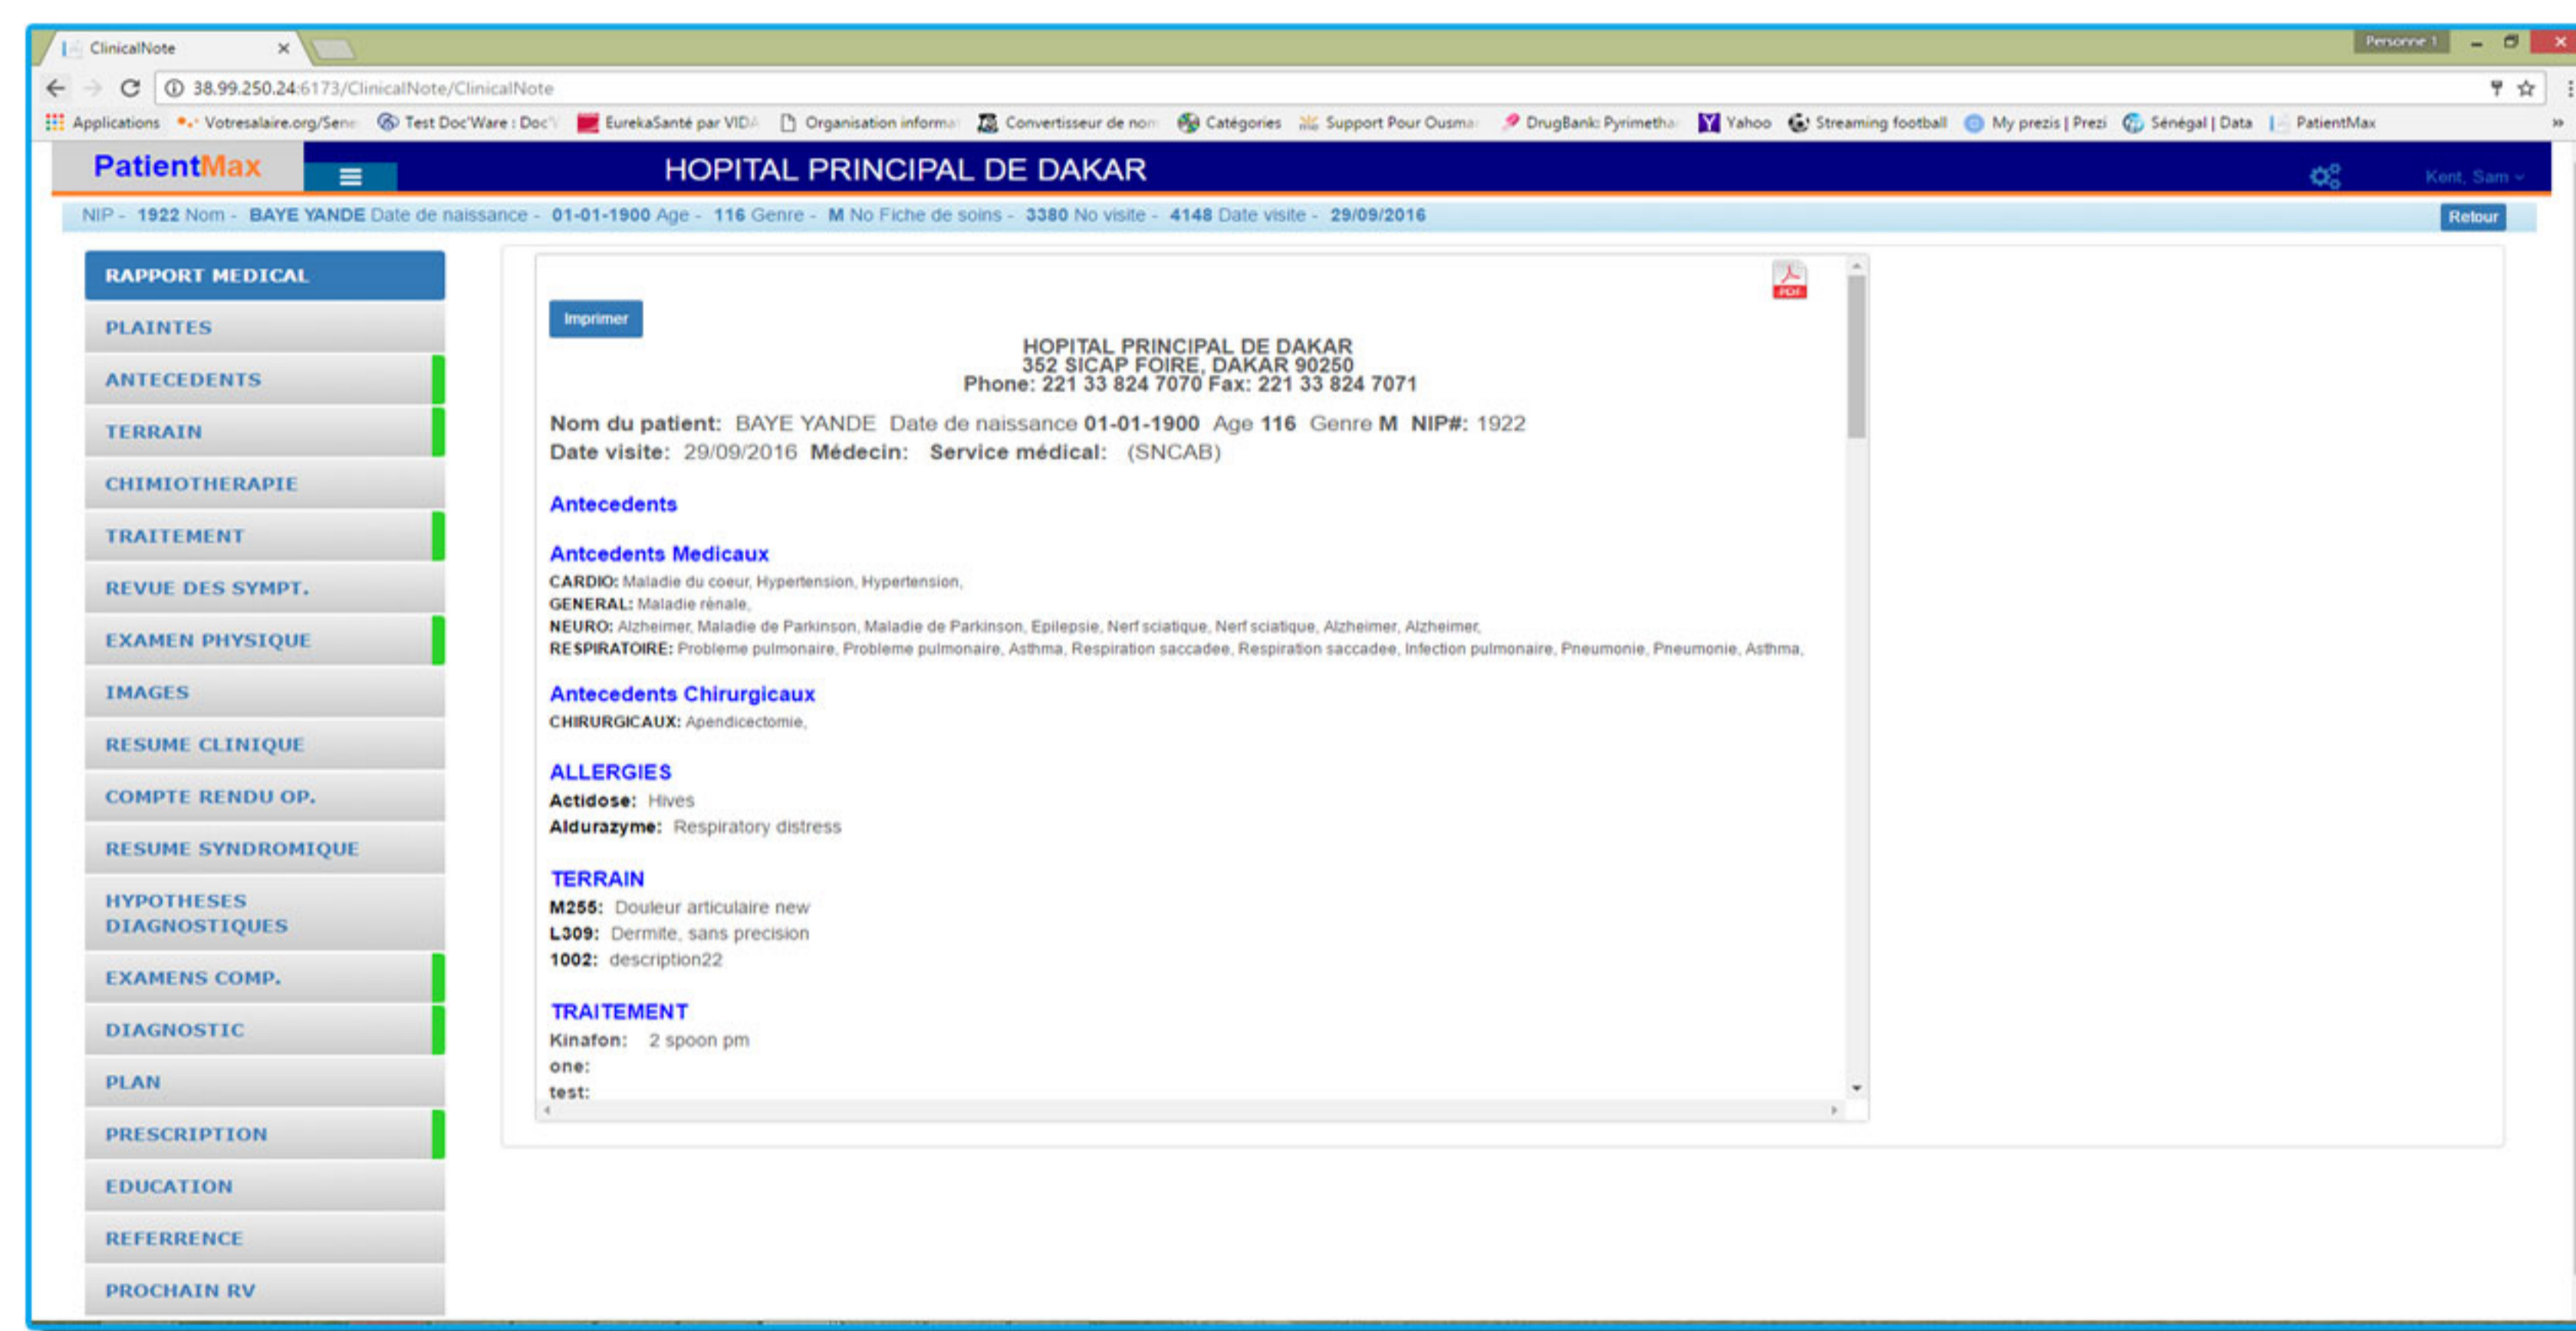 ClinicalNote
Personne 1
38.99.250.24:6173/ClinicalNote/ClinicalNote
Applications Votresalaire.org/Sene Test Doc'Ware : Doc' EurekaSanté par VIDA Organisation informa Convertisseur de nom Catégories Support Pour Ousma DrugBank: Pyrimetha Yahoo Streaming football My prezis | Prezi Sénégal | Data PatientMax
PatientMax HOPITAL PRINCIPAL DE DAKAR Kent, Sam
NIP - 1922 Nom - BAYE YANDE Date de naissance - 01-01-1900 Age - 116 Genre - M No Fiche de soins - 3380 No visite - 4148 Date visite - 29/09/2016 Retour
RAPPORT MEDICAL
PLAINTES
ANTECEDENTS
TERRAIN
CHIMIOTHERAPIE
TRAITEMENT
REVUE DES SYMPT.
EXAMEN PHYSIQUE
IMAGES
RESUME CLINIQUE
COMPTE RENDU OP.
RESUME SYNDROMIQUE
HYPOTHESES
DIAGNOSTIQUES
EXAMENS COMP.
DIAGNOSTIC
PLAN
PRESCRIPTION
EDUCATION
REFERRENCE
PROCHAIN RV
PDF
Imprimer
HOPITAL PRINCIPAL DE DAKAR
352 SICAP FOIRE, DAKAR 90250
Phone: 221 33 824 7070 Fax: 221 33 824 7071
Nom du patient: BAYE YANDE Date de naissance 01-01-1900 Age 116 Genre M NIP#: 1922
Date visite: 29/09/2016 Médecin: Service médical: (SNCAB)
Antecedents
Antcedents Medicaux
CARDIO: Maladie du coeur, Hypertension, Hypertension,
GENERAL: Maladie rénale,
NEURO: Alzheimer, Maladie de Parkinson, Maladie de Parkinson, Epilepsie, Nerf sciatique, Nerf sciatique, Alzheimer, Alzheimer,
RESPIRATOIRE: Probleme pulmonaire, Probleme pulmonaire, Asthma, Respiration saccadee, Respiration saccadee, Infection pulmonaire, Pneumonie, Pneumonie, Asthma,
Antecedents Chirurgicaux
CHIRURGICAUX: Apendicectomie,
ALLERGIES
Actidose: Hives
Aldurazyme: Respiratory distress
TERRAIN
M255: Douleur articulaire new
L309: Dermite, sans precision
1002: description22
TRAITEMENT
Kinafon: 2 spoon pm
one:
test: